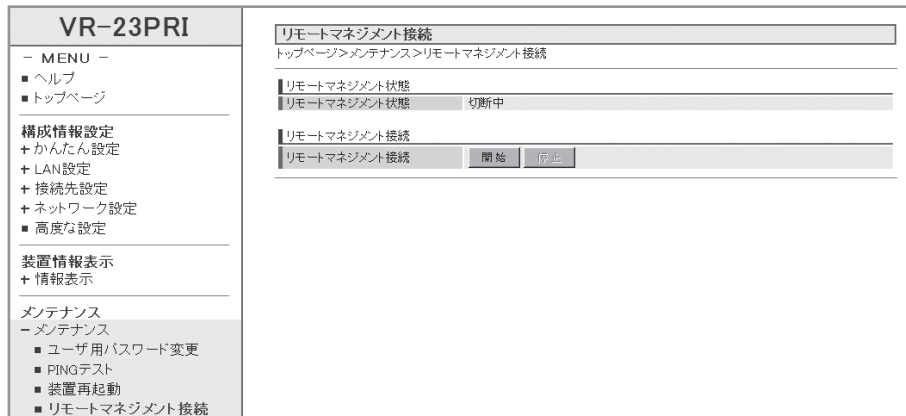 VR-23PRI
- MENU -
■ ヘルプ
■ トップページ
構成情報設定
+ かんたん設定
+ LAN設定
+ 接続先設定
+ ネットワーク設定
■ 高度な設定
装置情報表示
+ 情報表示
メンテナンス
- メンテナンス
■ ユーザ用パスワード変更
■ PINGテスト
■ 装置再起動
■ リモートマネジメント接続
リモートマネジメント接続
トップページ>メンテナンス>リモートマネジメント接続
リモートマネジメント状態
リモートマネジメント状態 切断中
リモートマネジメント接続
リモートマネジメント接続 開始 停止